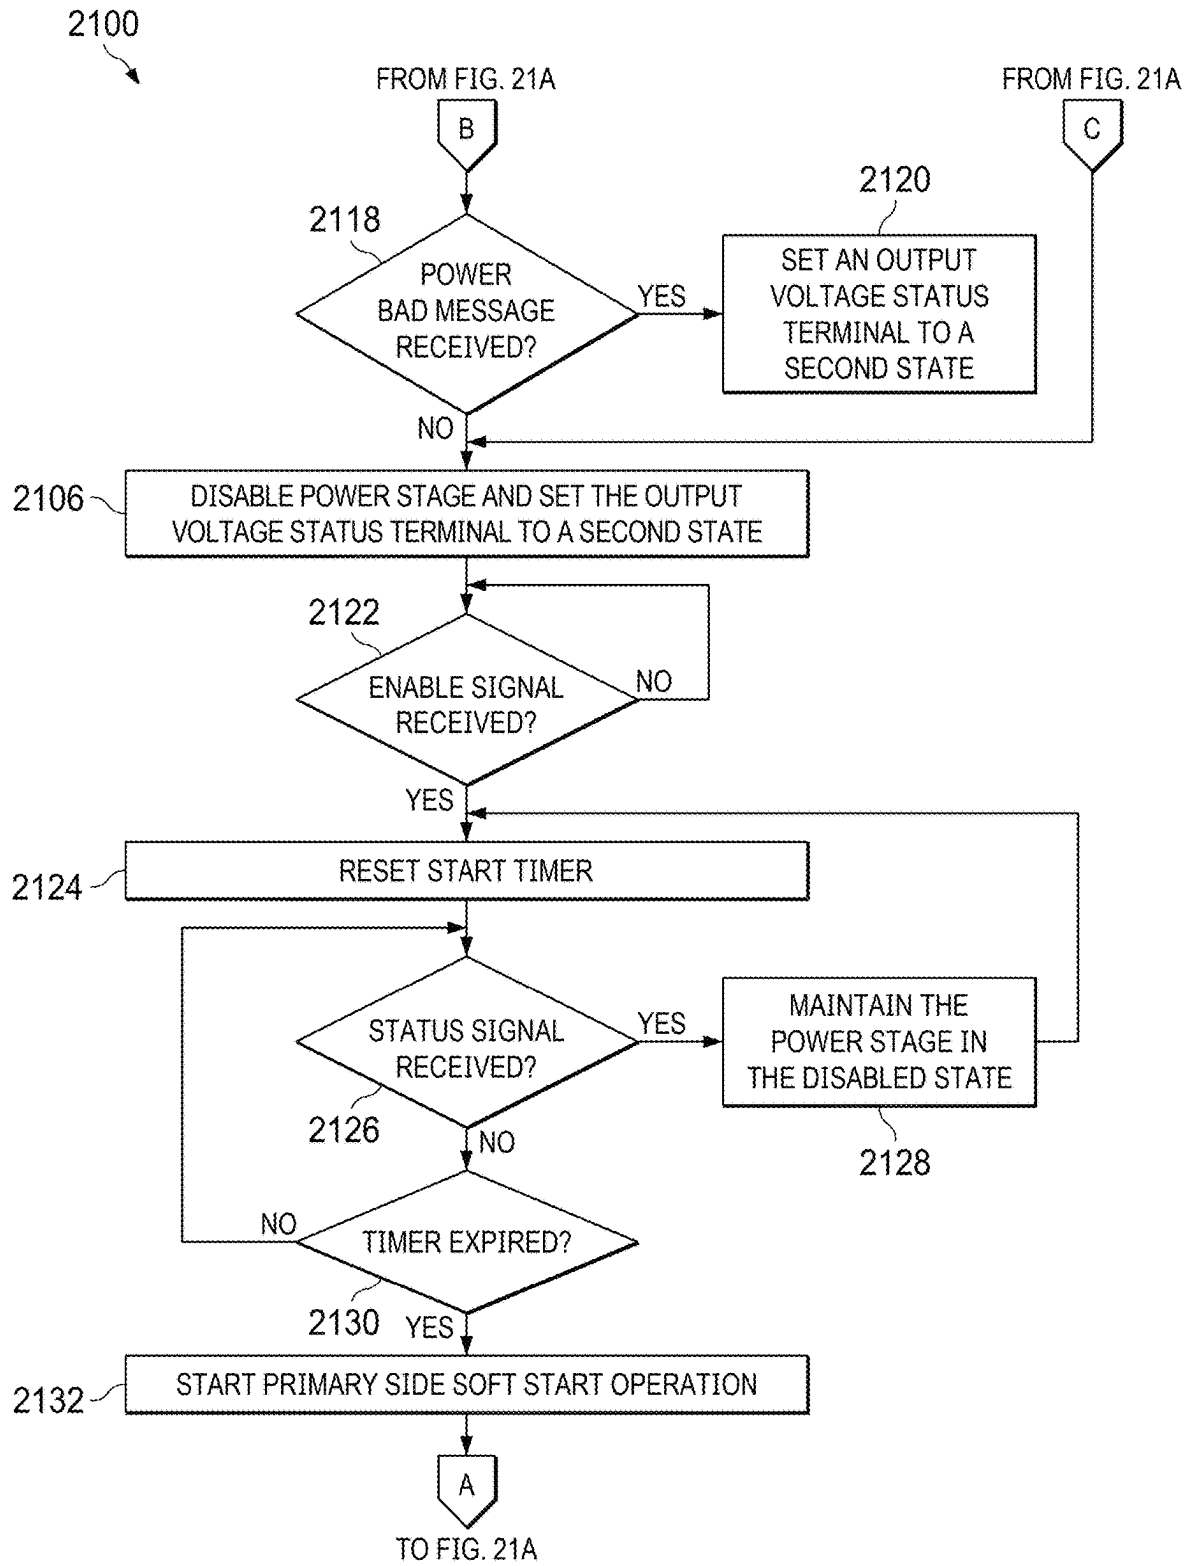 2100
FROM FIG. 21A
B
FROM FIG. 21A
C
2118
POWER
BAD MESSAGE
RECEIVED?
YES
2120
SET AN OUTPUT
VOLTAGE STATUS
TERMINAL TO A
SECOND STATE
NO
2106
DISABLE POWER STAGE AND SET THE OUTPUT
VOLTAGE STATUS TERMINAL TO A SECOND STATE
2122
ENABLE SIGNAL
RECEIVED?
NO
YES
2124
RESET START TIMER
STATUS SIGNAL
RECEIVED?
YES
2126
MAINTAIN THE
POWER STAGE IN
THE DISABLED STATE
2128
NO
TIMER EXPIRED?
NO
2130
YES
2132
START PRIMARY SIDE SOFT START OPERATION
A
TO FIG. 21A